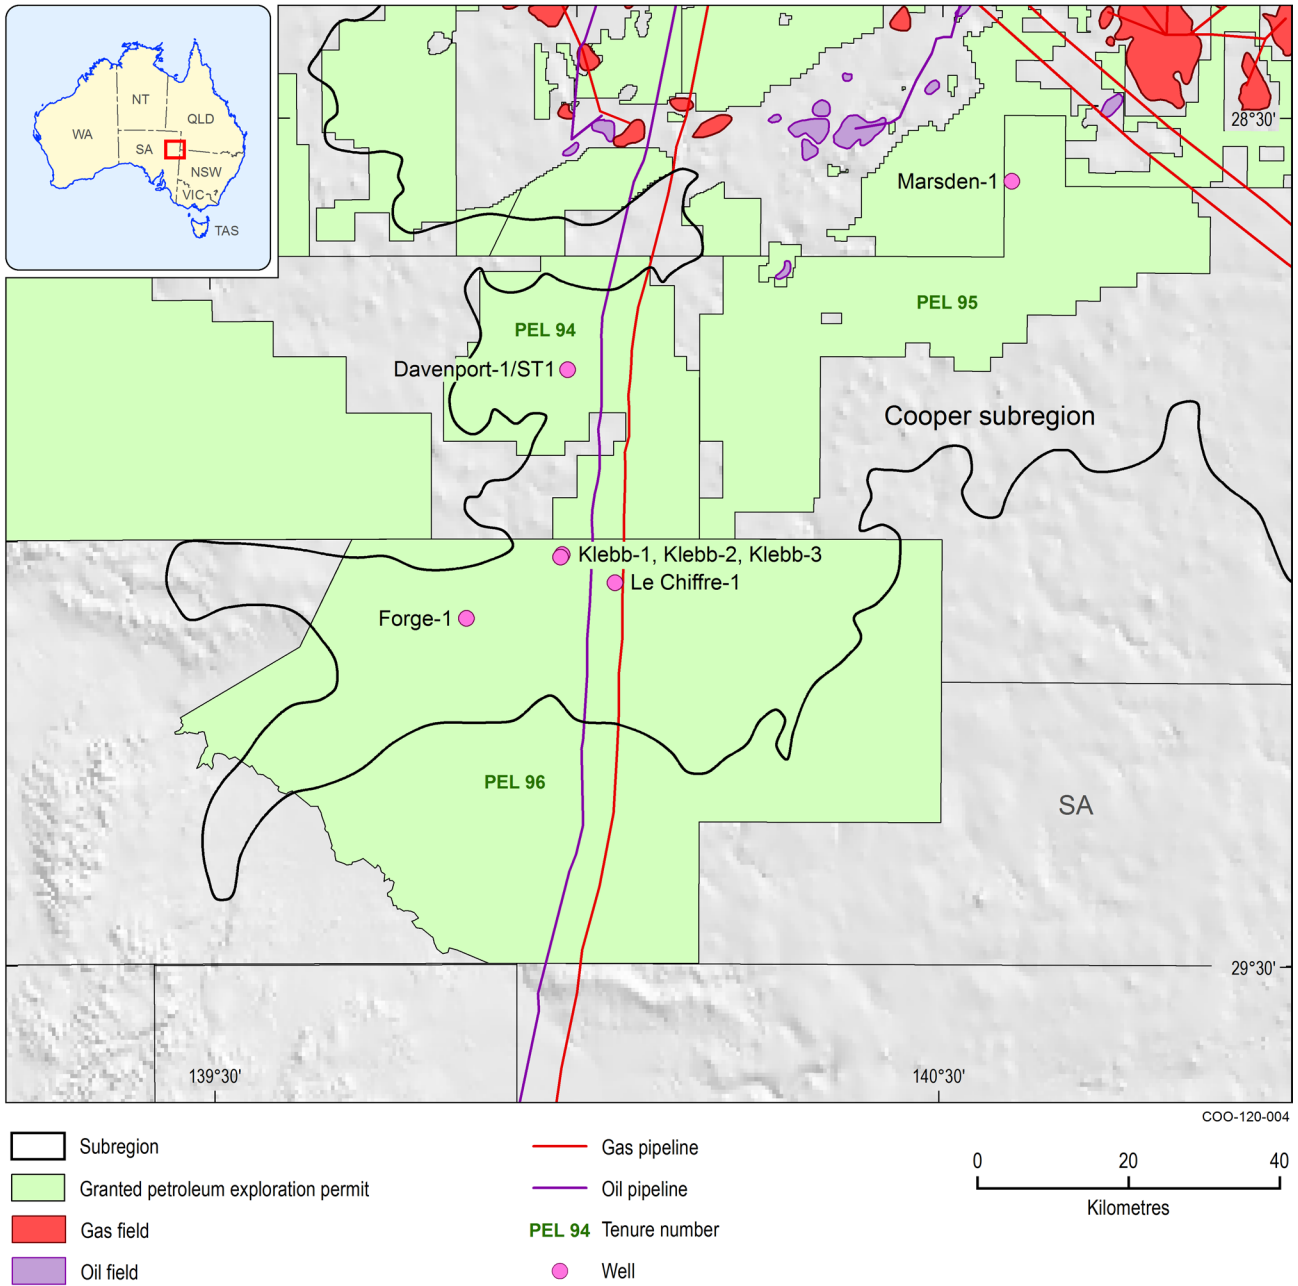 NT
QLD
WA
SA
NSW
VIC
TAS
28°30'
Marsden-1
PEL 95
PEL 94
Davenport-1/ST1
Cooper subregion
Klebb-1, Klebb-2, Klebb-3
Le Chiffre-1
Forge-1
PEL 96
SA
29°30'
139°30'
140°30'
COO-120-004
Subregion
Granted petroleum exploration permit
Gas field
Oil field
Gas pipeline
Oil pipeline
PEL 94 Tenure number
Well
0 20 40
Kilometres